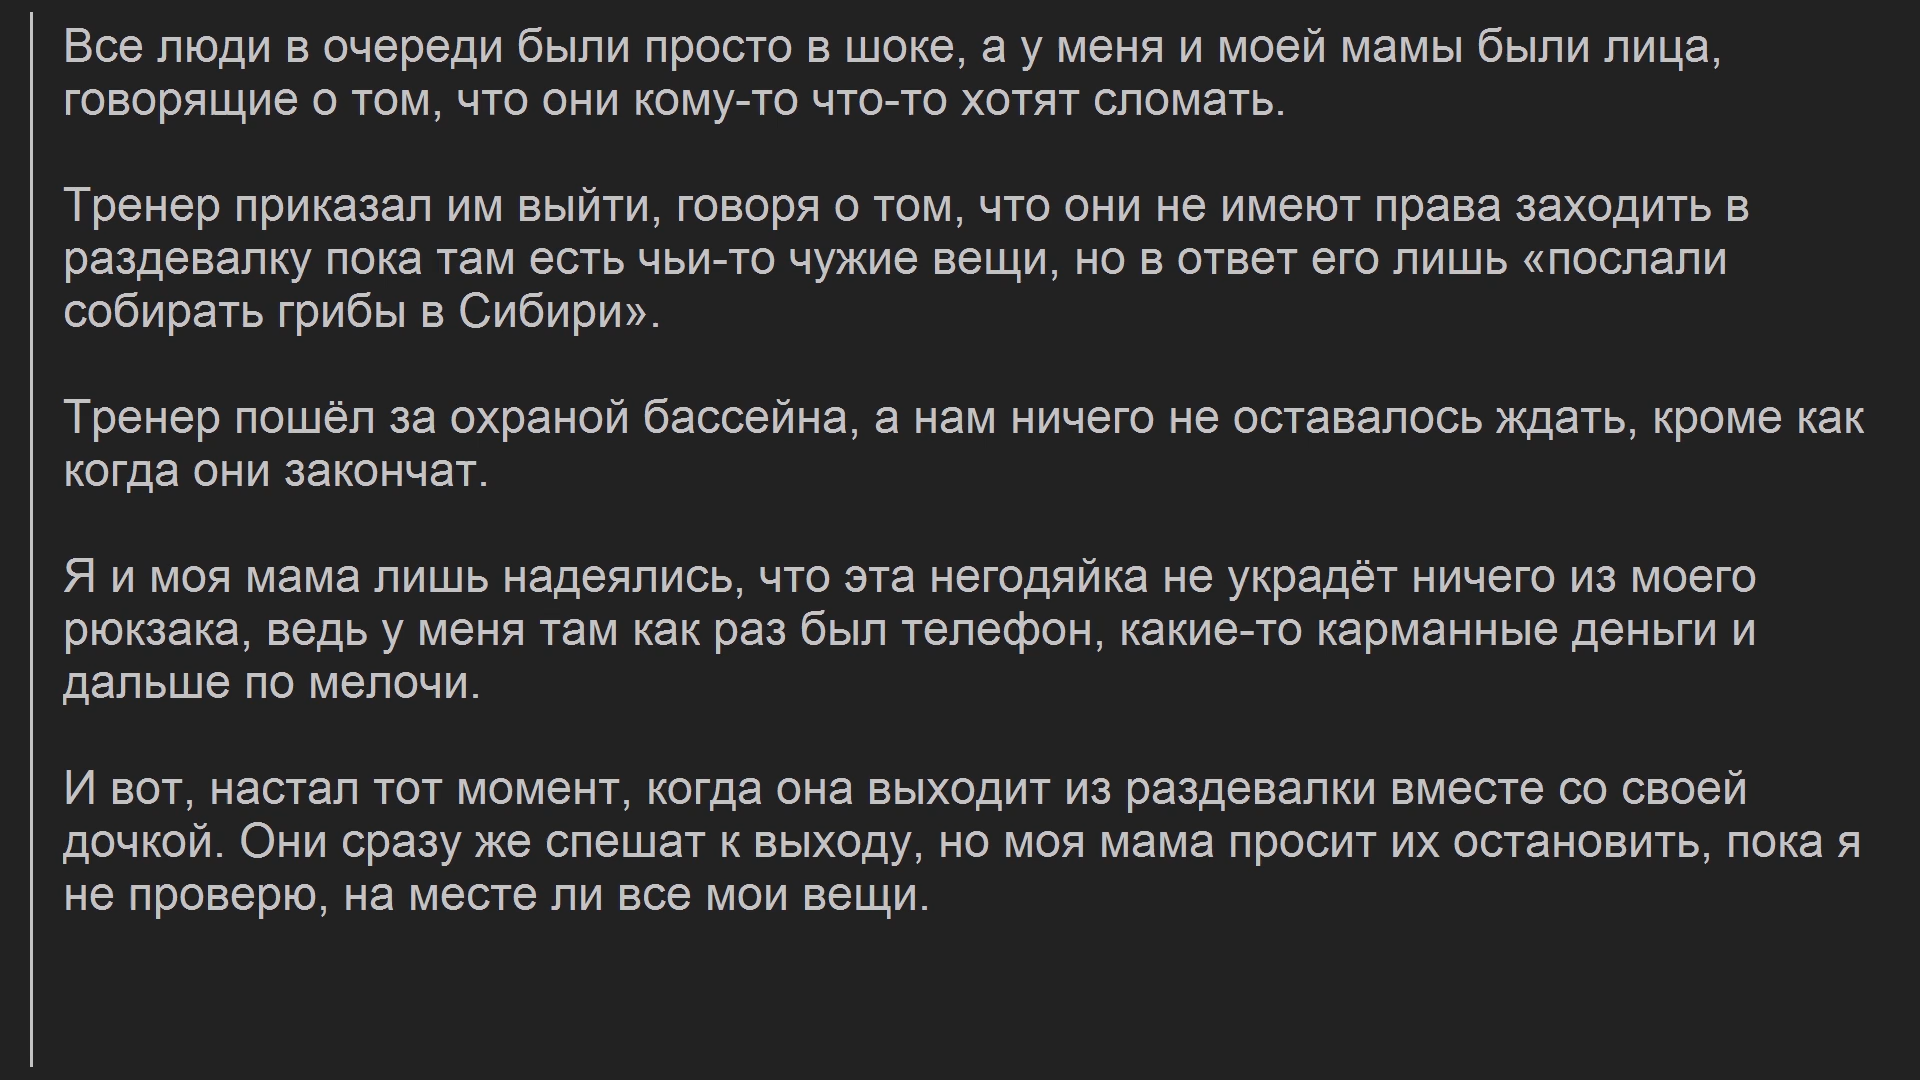 Все люди в очереди были просто в шоке, а у меня и моей мамы были лица,
говорящие о том, что они кому-то что-то хотят сломать.
Тренер приказал им выйти, говоря о том, что они не имеют права заходить в
раздевалку пока там есть чьи-то чужие вещи, но в ответ его лишь «послали
собирать грибы в Сибири».
Тренер пошёл за охраной бассейна, а нам ничего не оставалось ждать, кроме как
когда они закончат.
Я и моя мама лишь надеялись, что эта негодяйка не украдёт ничего из моего
рюкзака, ведь у меня там как раз был телефон, какие-то карманные деньги и
дальше по мелочи.
И вот, настал тот момент, когда она выходит из раздевалки вместе со своей
дочкой. Они сразу же спешат к выходу, но моя мама просит их остановить, пока я
не проверю, на месте ли все мои вещи.